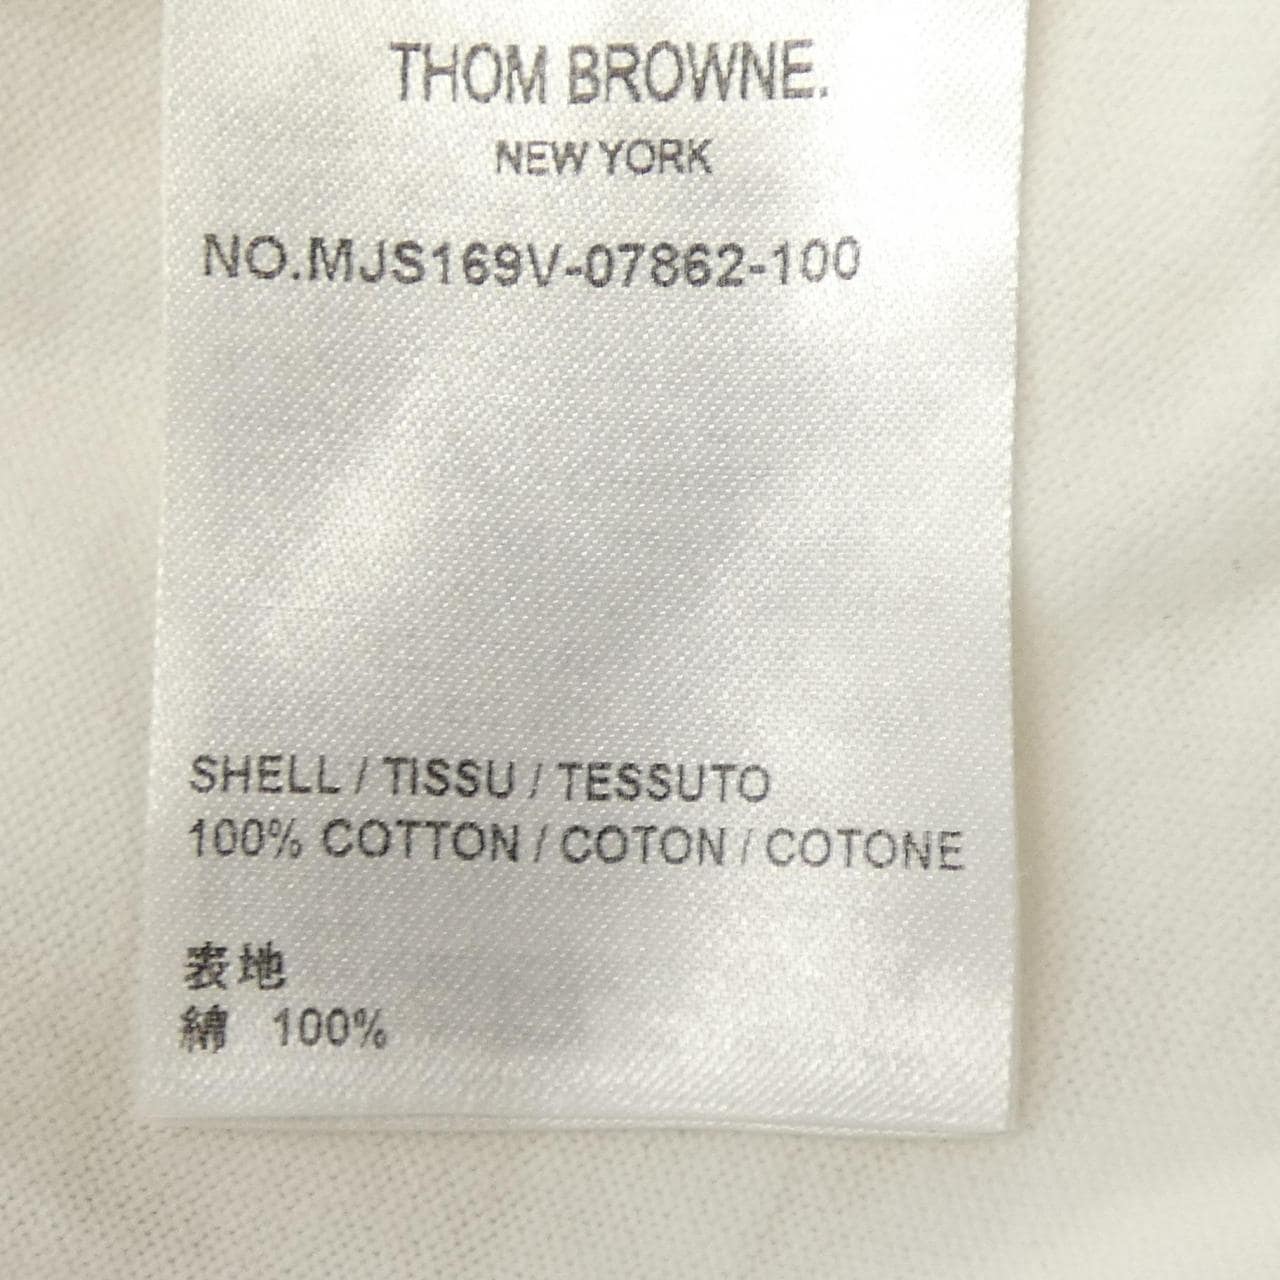 THOM BROWNE.
NEW YORK
NO.MJS169V-07862-100
SHELL / TISSU / TESSUTO
100% COTTON / COTON / COTONE
表地
綿 100%